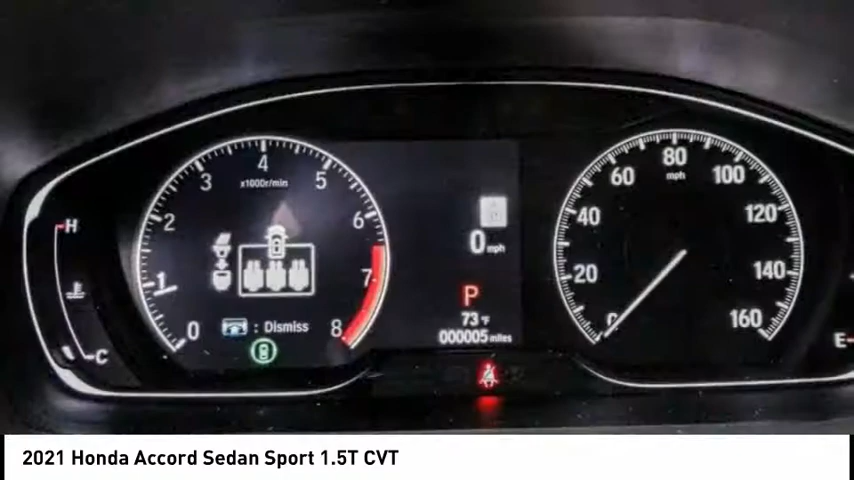 4
80
3
x1000r/min
5
60
mph
100
2
6
40
120
H
0 mph
1
7
20
140
P
0
: Dismiss
8
73°F
0
160
000005 miles
C
E
2021 Honda Accord Sedan Sport 1.5T CVT